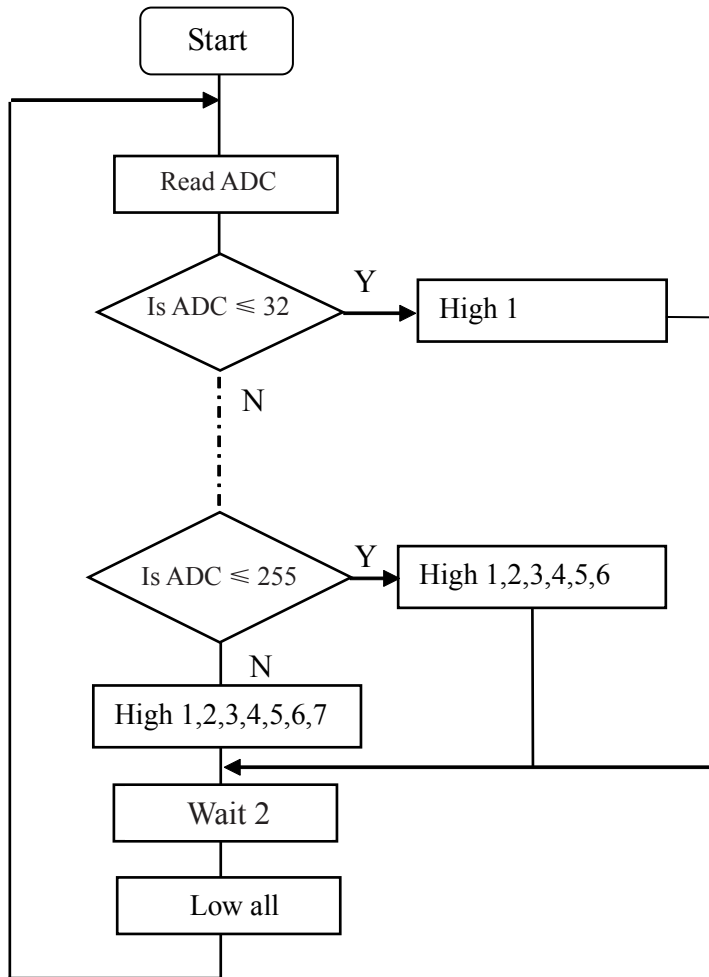 Start
Read ADC
Is ADC ⩽ 32
Y
High 1
N
Is ADC ⩽ 255
Y
High 1,2,3,4,5,6
N
High 1,2,3,4,5,6,7
Wait 2
Low all